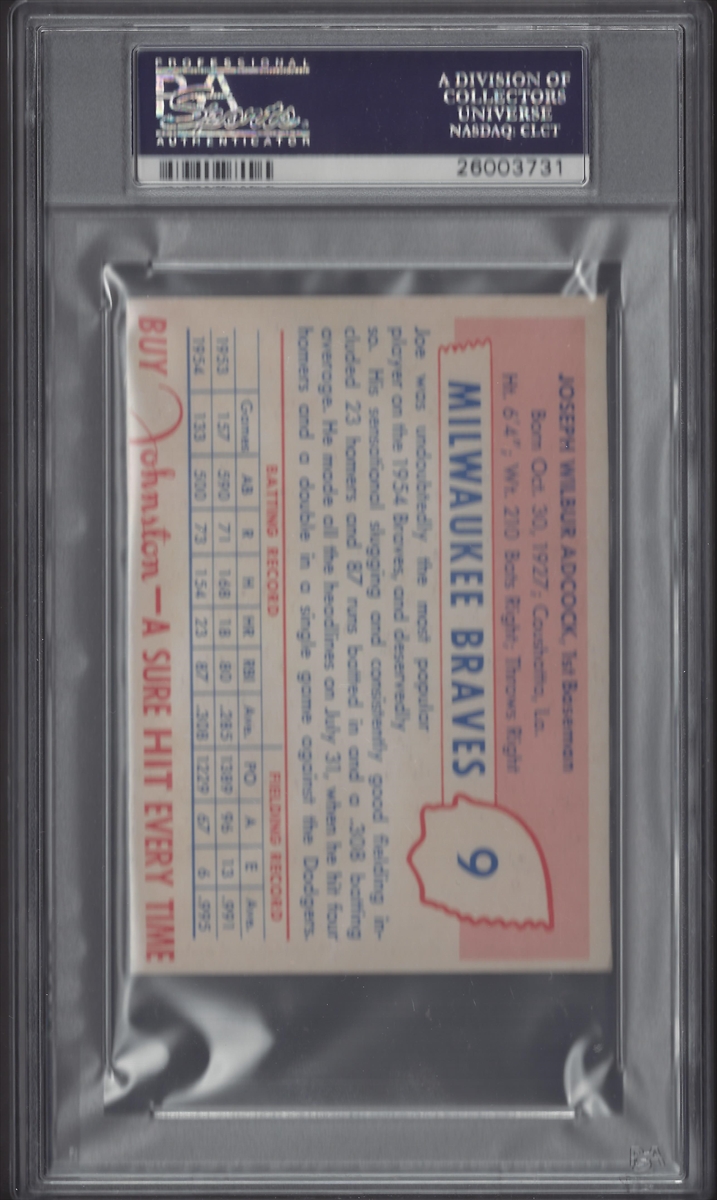 PROFESSIONAL
PSA
Sports
AUTHENTICATOR
A DIVISION OF
COLLECTORS
UNIVERSE
NASDAQ: CLCT
26003731
JOSEPH WILBUR ADCOCK, 1st Baseman
Born Oct. 30, 1927; Coushatta, La.
Ht. 6'4"; Wt. 210 Bats Right; Throws Right
MILWAUKEE BRAVES
9
Joe was undoubtedly the most popular
player on the 1954 Braves, and deservedly
so. His sensational slugging and consistently good fielding in-
cluded 23 homers and 87 runs batted in and a .308 batting
average. He made all the headlines on July 31, when he hit four
homers and a double in a single game against the Dodgers.
BATTING RECORD FIELDING RECORD
Games AB R H. HR RBI Ave. PO A E Ave.
1953 157 590 71 168 18 80 .285 1389 96 13 .991
1954 133 500 73 154 23 87 .308 1229 67 6 .995
BUY Johnston — A SURE HIT EVERY TIME
PSA